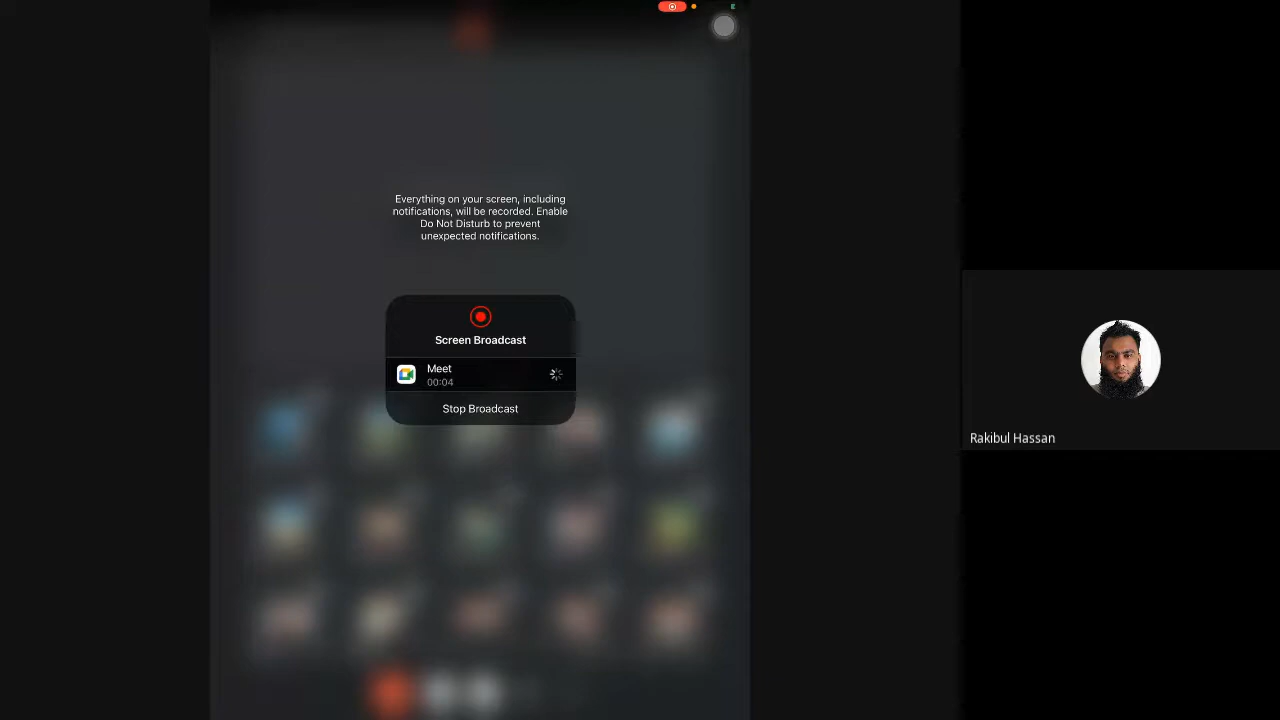 Everything on your screen, including
notifications, will be recorded. Enable
Do Not Disturb to prevent
unexpected notifications.
Screen Broadcast
Meet
00:04
Stop Broadcast
Rakibul Hassan